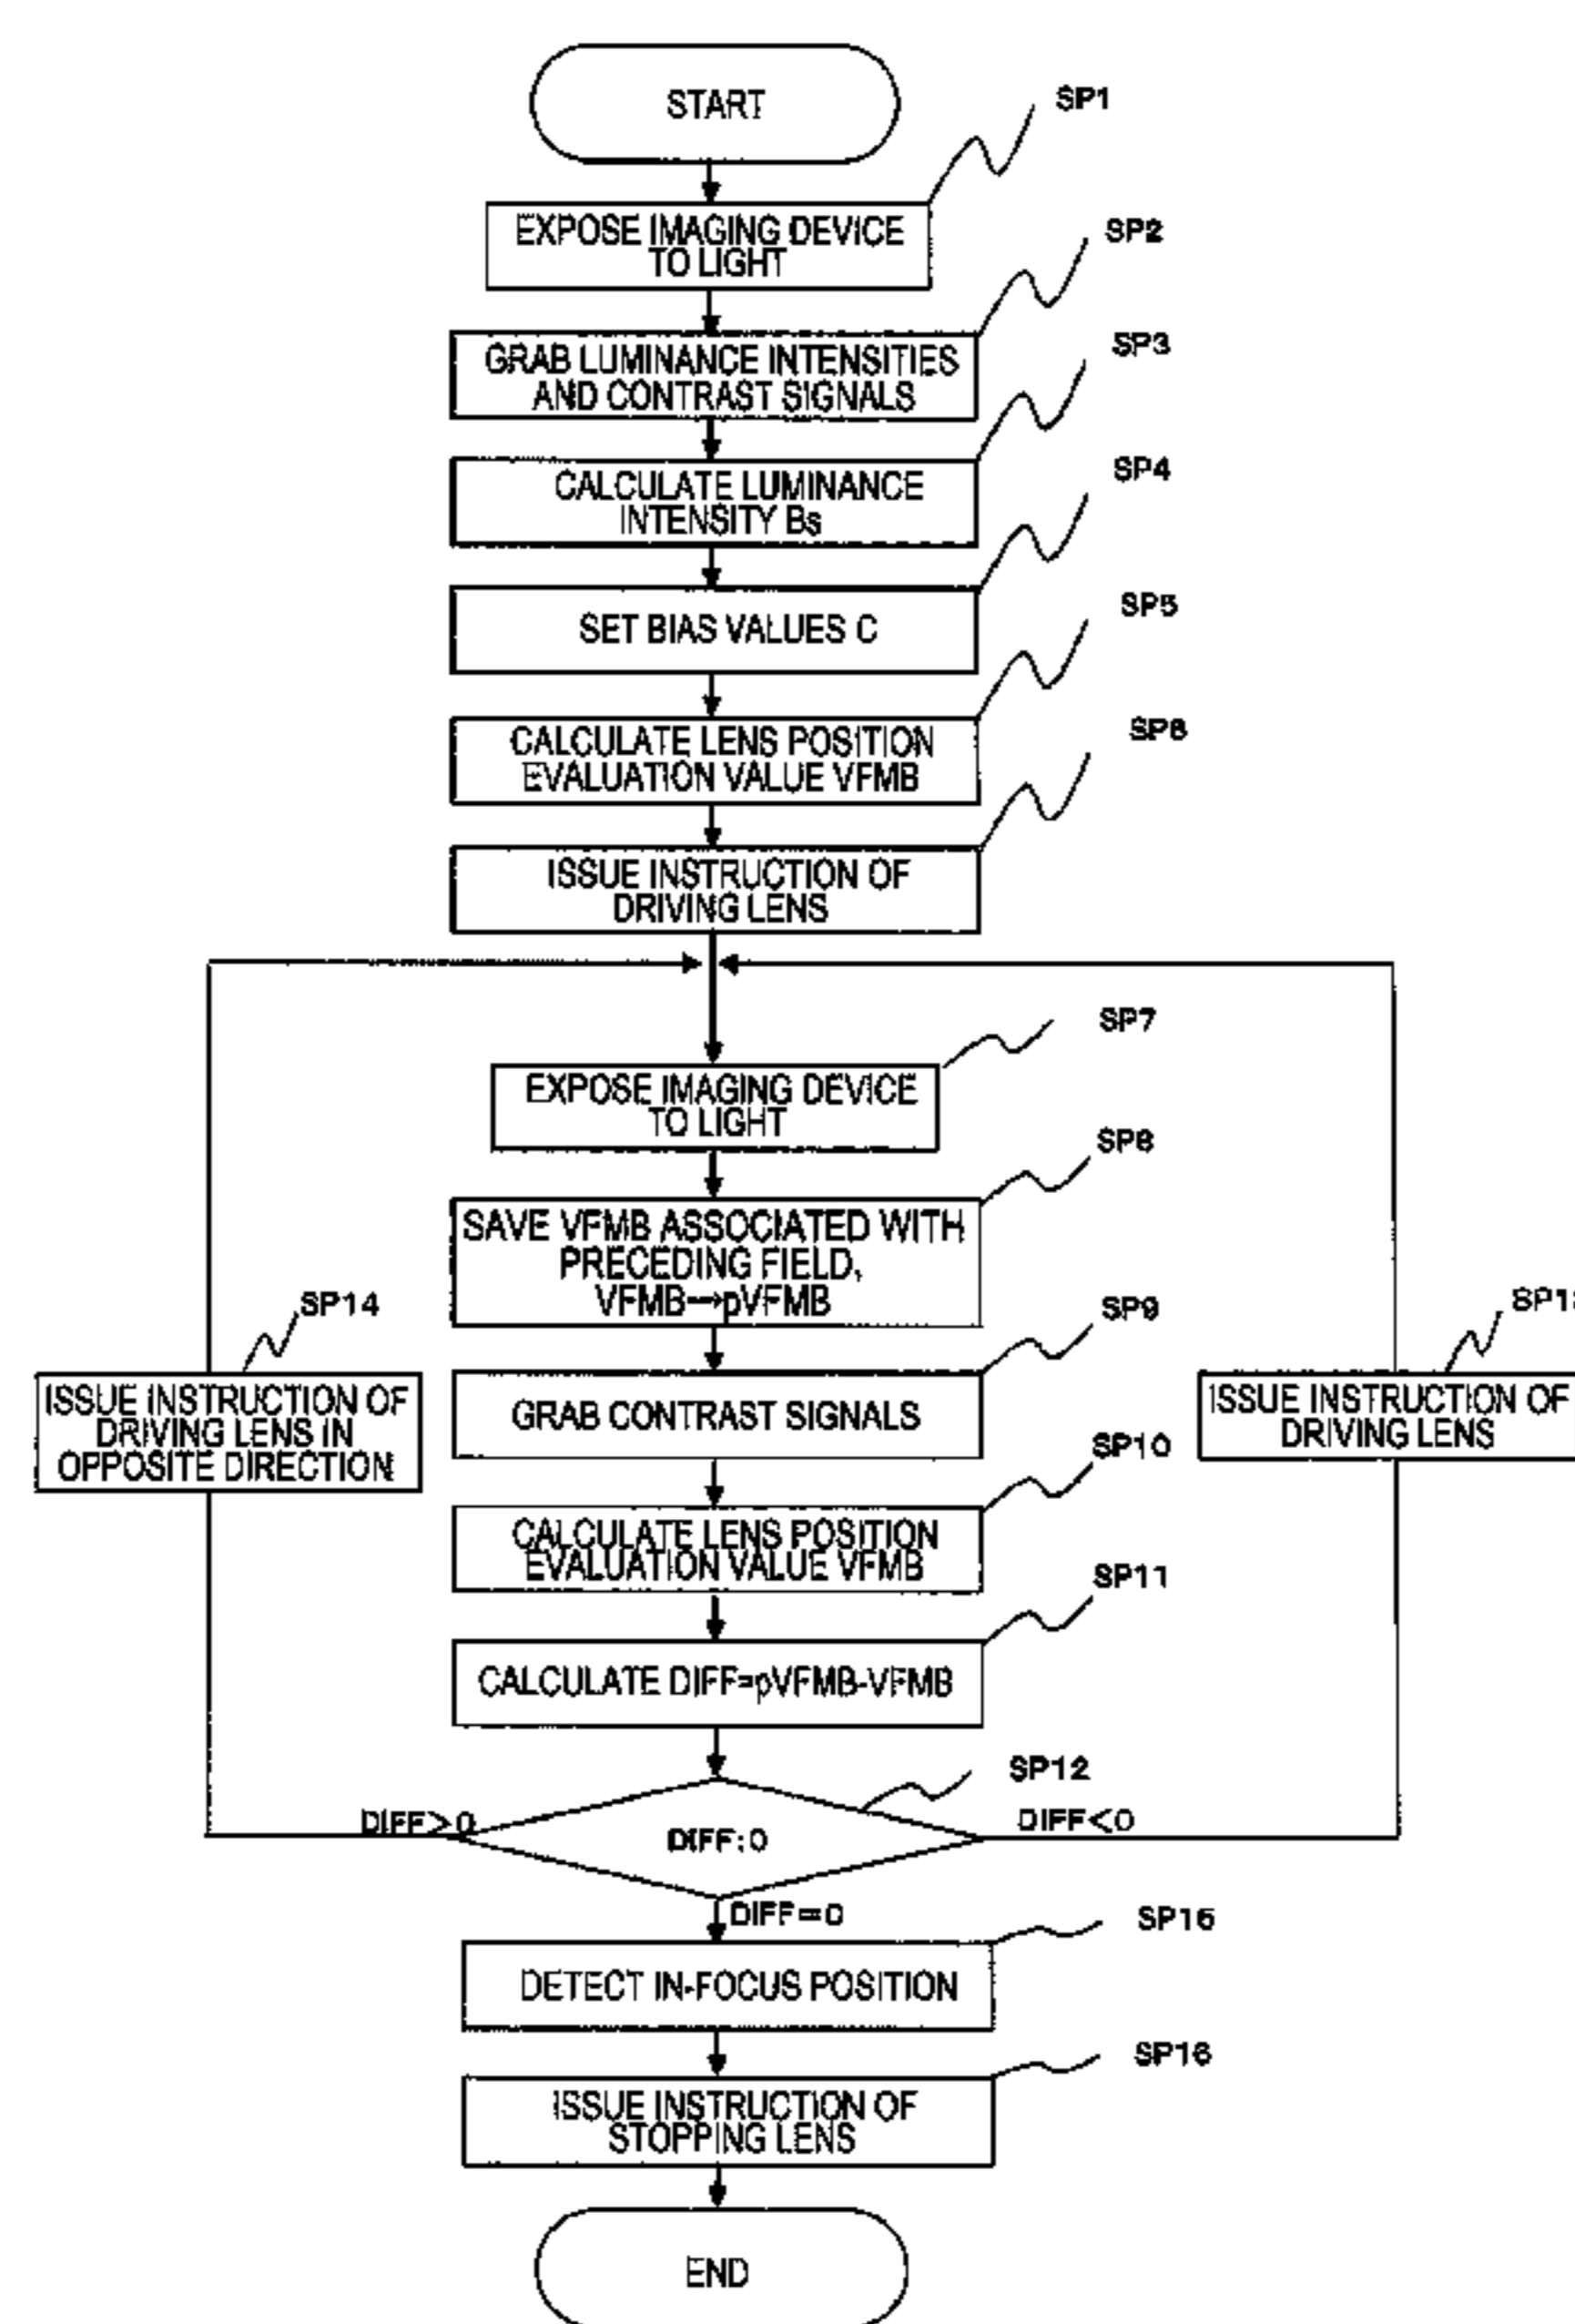 START
SP1
EXPOSE IMAGING DEVICE
TO LIGHT
SP2
GRAB LUMINANCE INTENSITIES
AND CONTRAST SIGNALS
SP3
CALCULATE LUMINANCE
INTENSITY Bs
SP4
SET BIAS VALUES C
SP5
CALCULATE LENS POSITION
EVALUATION VALUE VFMB
SP6
ISSUE INSTRUCTION OF
DRIVING LENS
SP7
EXPOSE IMAGING DEVICE
TO LIGHT
SP8
SAVE VFMB ASSOCIATED WITH
PRECEDING FIELD,
VFMB→pVFMB
SP14
ISSUE INSTRUCTION OF
DRIVING LENS IN
OPPOSITE DIRECTION
SP9
GRAB CONTRAST SIGNALS
ISSUE INSTRUCTION OF
DRIVING LENS
SP10
CALCULATE LENS POSITION
EVALUATION VALUE VFMB
SP11
CALCULATE DIFF=pVFMB-VFMB
SP12
DIFF>0
DIFF:0
DIFF<0
DIFF=0
SP15
DETECT IN-FOCUS POSITION
SP16
ISSUE INSTRUCTION OF
STOPPING LENS
END